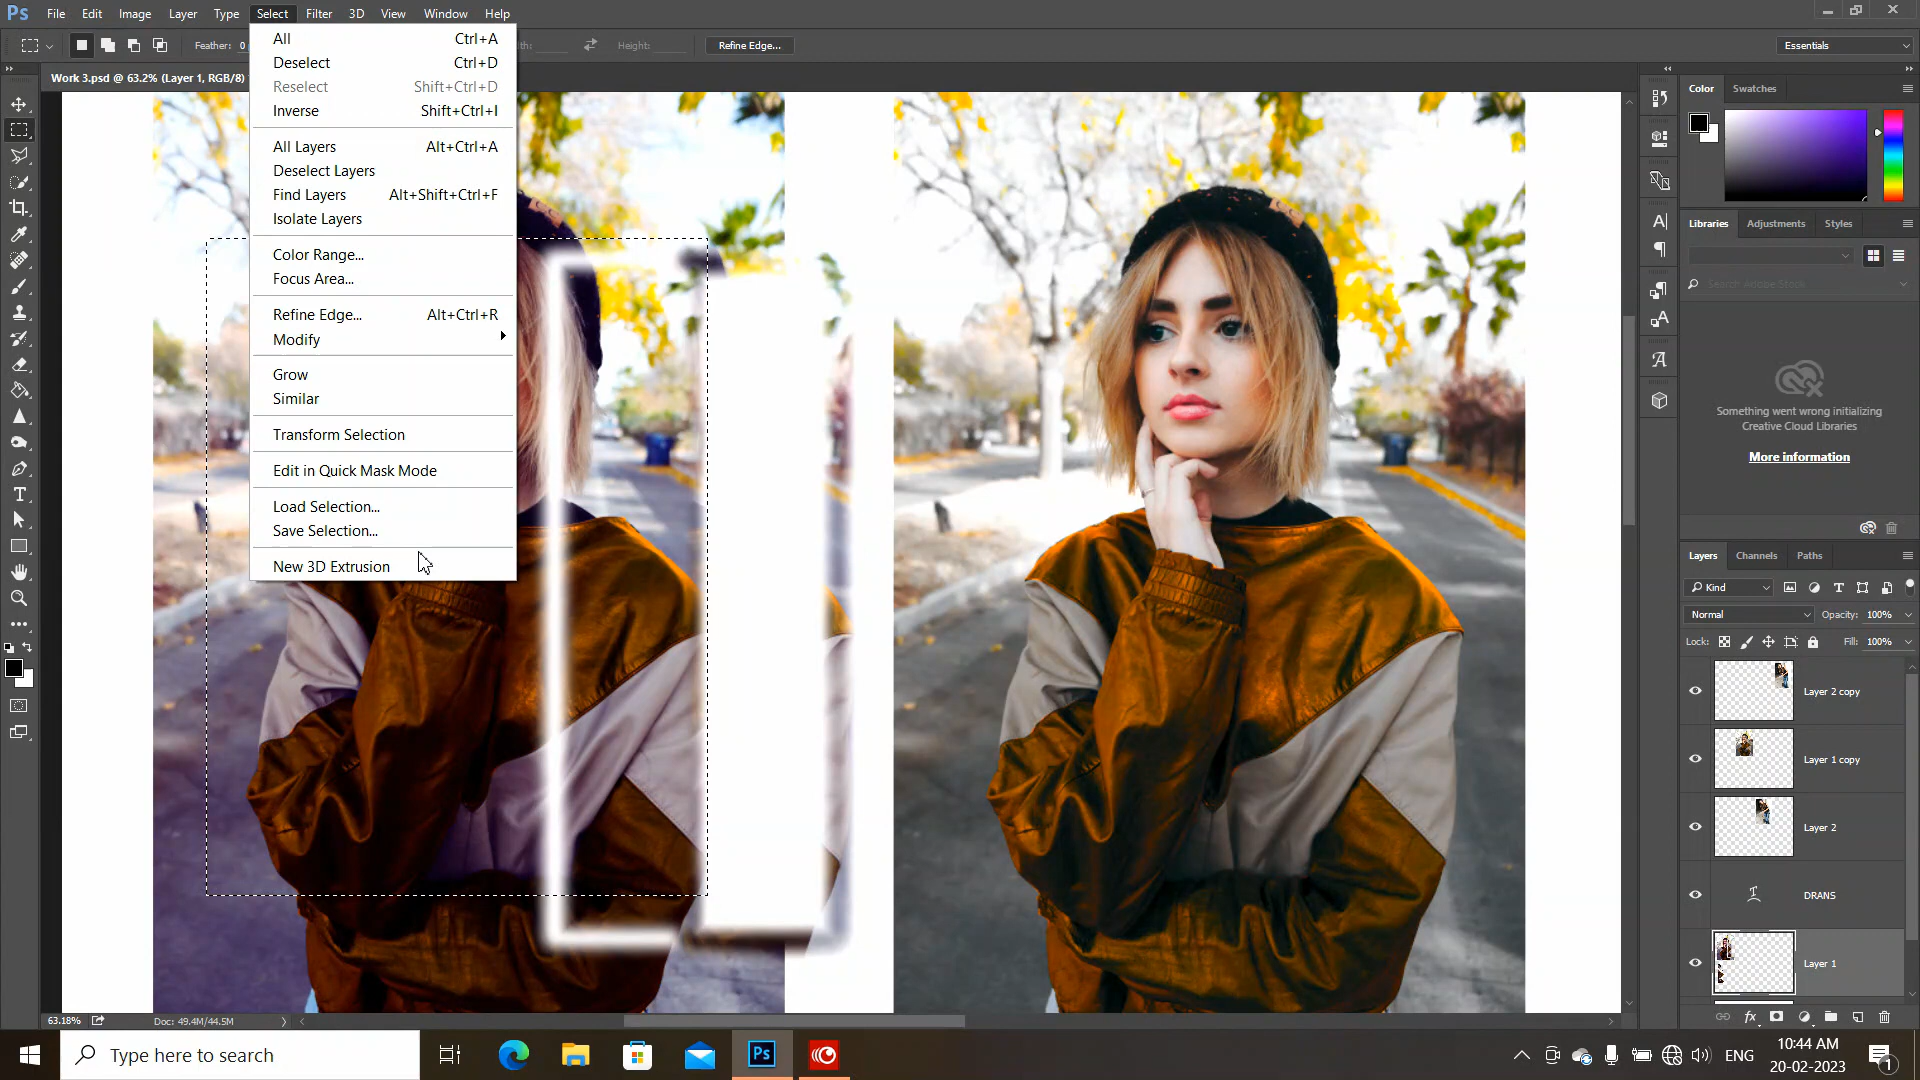 Ps File Edit Image Layer Type Select Filter 3D View Window Help
Feather: 0
Height:
Refine Edge...
Essentials
Work 3.psd @ 63.2% (Layer 1, RGB/8)
All Ctrl+A
Deselect Ctrl+D
Reselect Shift+Ctrl+D
Inverse Shift+Ctrl+I
All Layers Alt+Ctrl+A
Deselect Layers
Find Layers Alt+Shift+Ctrl+F
Isolate Layers
Color Range...
Focus Area...
Refine Edge... Alt+Ctrl+R
Modify
Grow
Similar
Transform Selection
Edit in Quick Mask Mode
Load Selection...
Save Selection...
New 3D Extrusion
Color Swatches
Libraries Adjustments Styles
Search Adobe Stock
Something went wrong initializing
Creative Cloud Libraries
More information
Layers Channels Paths
Kind
Normal Opacity: 100%
Lock: Fill: 100%
Layer 2 copy
Layer 1 copy
Layer 2
DRANS
Layer 1
63.18% Doc: 49.4M/44.5M
Type here to search
Ps
ENG
10:44 AM
20-02-2023
1